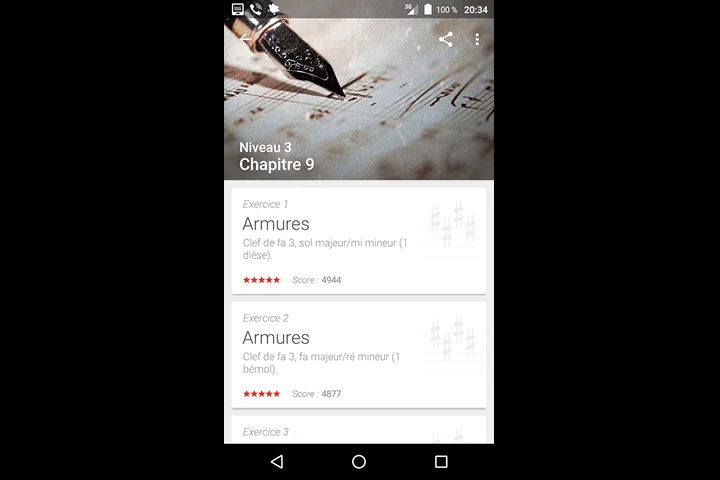 3G 100 % 20:34
Niveau 3
Chapitre 9
Exercice 1
Armures
Clef de fa 3, sol majeur/mi mineur (1
dièse).
★★★★★ Score : 4944
Exercice 2
Armures
Clef de fa 3, fa majeur/ré mineur (1
bémol).
★★★★★ Score : 4877
Exercice 3